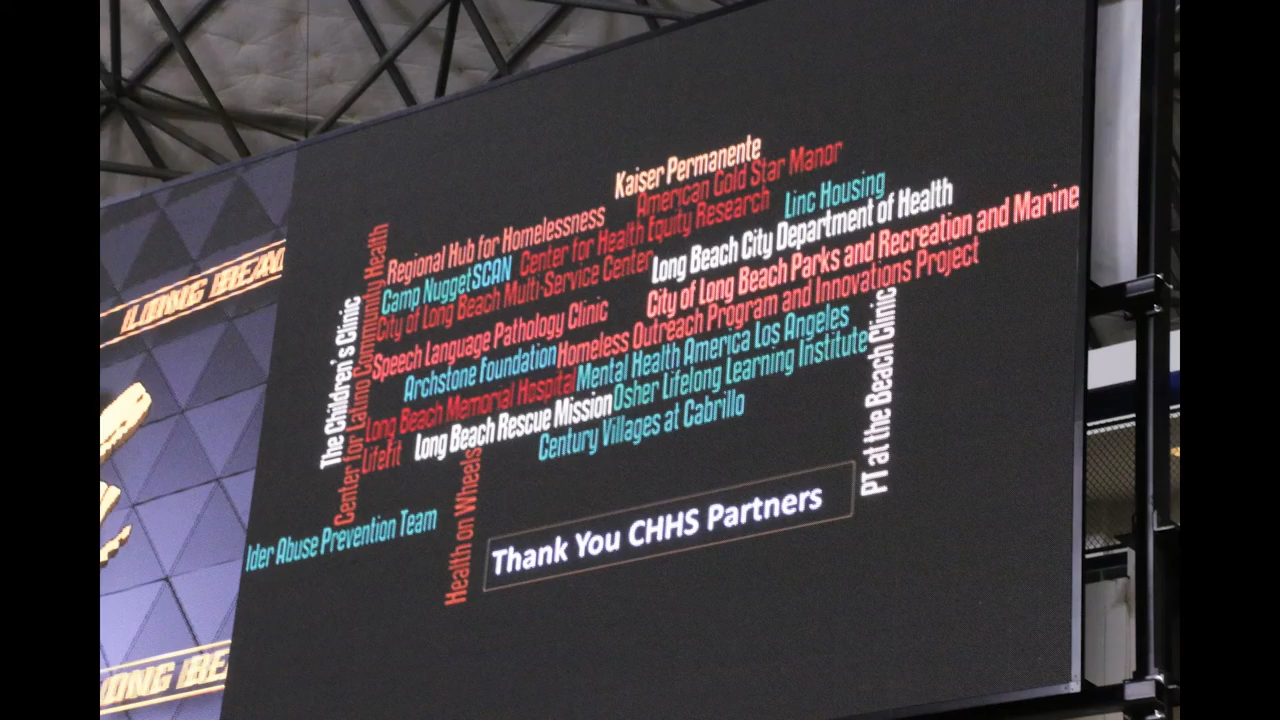 Kaiser Permanente
American Gold Star Manor
Regional Hub for Homelessness
Center for Health Equity Research
Linc Housing
Camp Nugget
SCAN
Long Beach City Department of Health
City of Long Beach Multi-Service Center
City of Long Beach Parks and Recreation and Marine
Speech Language Pathology Clinic
Homeless Outreach Program and Innovations Project
Archstone Foundation
Mental Health America Los Angeles
Long Beach Memorial Hospital
Osher Lifelong Learning Institute
LifeFit
Long Beach Rescue Mission
Century Villages at Cabrillo
The Children's Clinic
Center for Latino Community Health
Health on Wheels
PT at the Beach Clinic
lder Abuse Prevention Team
Thank You CHHS Partners
LONG BEA
ONG BE